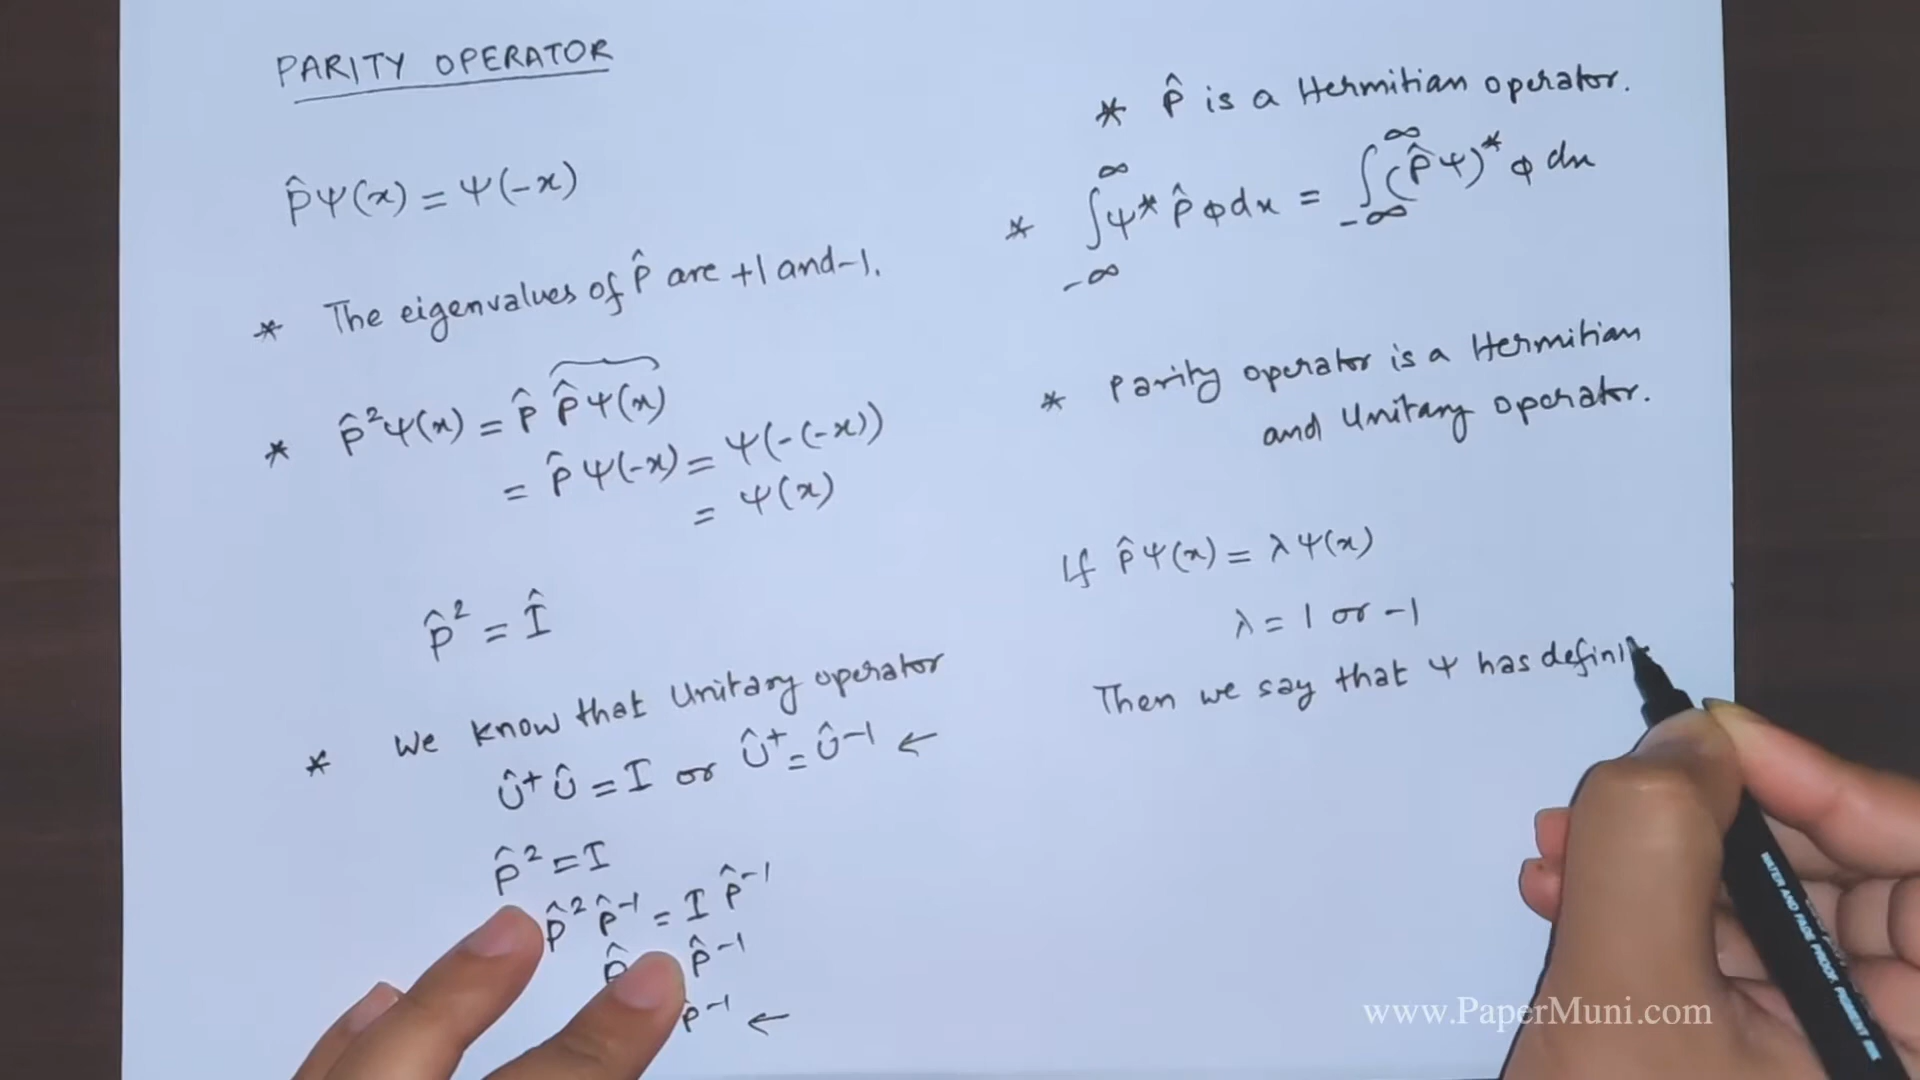 PARITY OPERATOR
P̂Ψ(x) = Ψ(-x)
* The eigenvalues of P̂ are +1 and -1.
* P̂²Ψ(x) = P̂ P̂Ψ(x)
= P̂Ψ(-x) = Ψ(-(-x))
= Ψ(x)
P̂² = Î
* We know that Unitary operator
Û⁺Û = I or Û⁺ = Û⁻¹ ←
P̂² = I
P̂² P̂⁻¹ = I P̂⁻¹
P̂ P̂⁻¹
P̂⁻¹ ←
* P̂ is a Hermitian operator.
* ∫_{-∞}^{∞} Ψ* P̂ φ dx = ∫_{-∞}^{∞} (P̂Ψ)* φ dx
* Parity operator is a Hermitian
and Unitary operator.
If P̂Ψ(x) = λΨ(x)
λ = 1 or -1
Then we say that Ψ has defini
www.PaperMuni.com